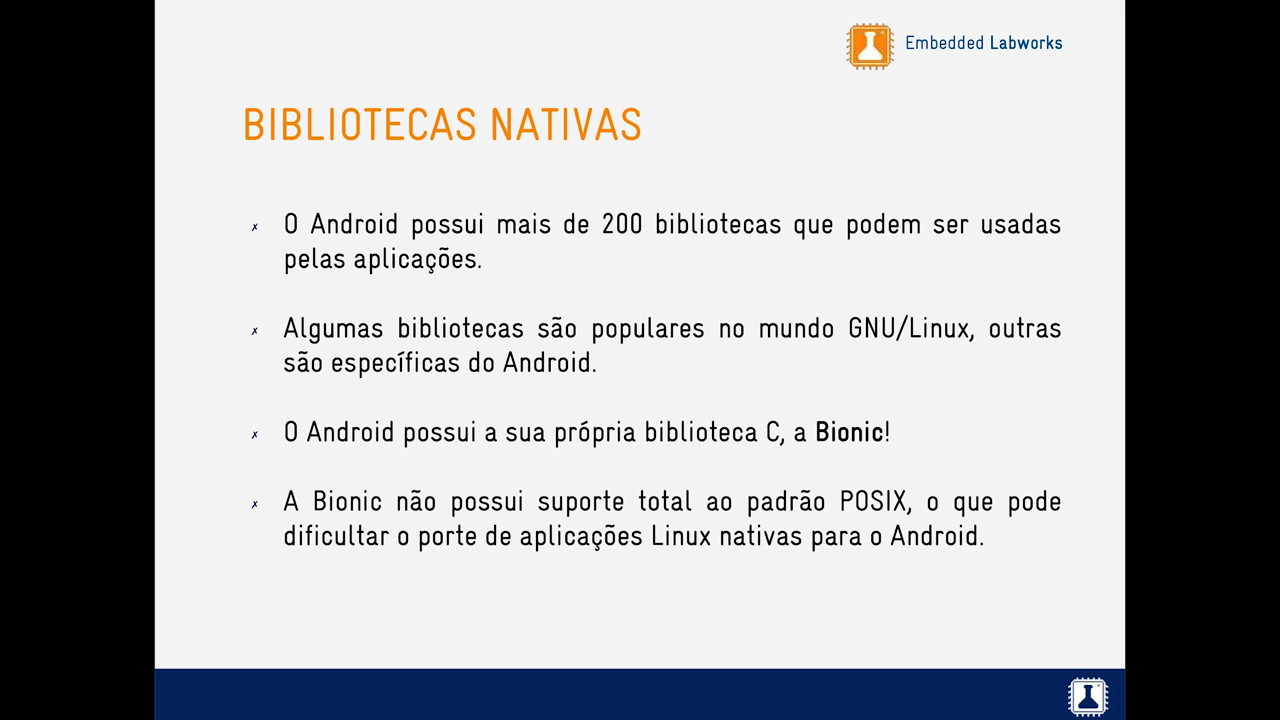 Embedded Labworks
BIBLIOTECAS NATIVAS
✗ O Android possui mais de 200 bibliotecas que podem ser usadas
pelas aplicações.
✗ Algumas bibliotecas são populares no mundo GNU/Linux, outras
são específicas do Android.
✗ O Android possui a sua própria biblioteca C, a Bionic!
✗ A Bionic não possui suporte total ao padrão POSIX, o que pode
dificultar o porte de aplicações Linux nativas para o Android.